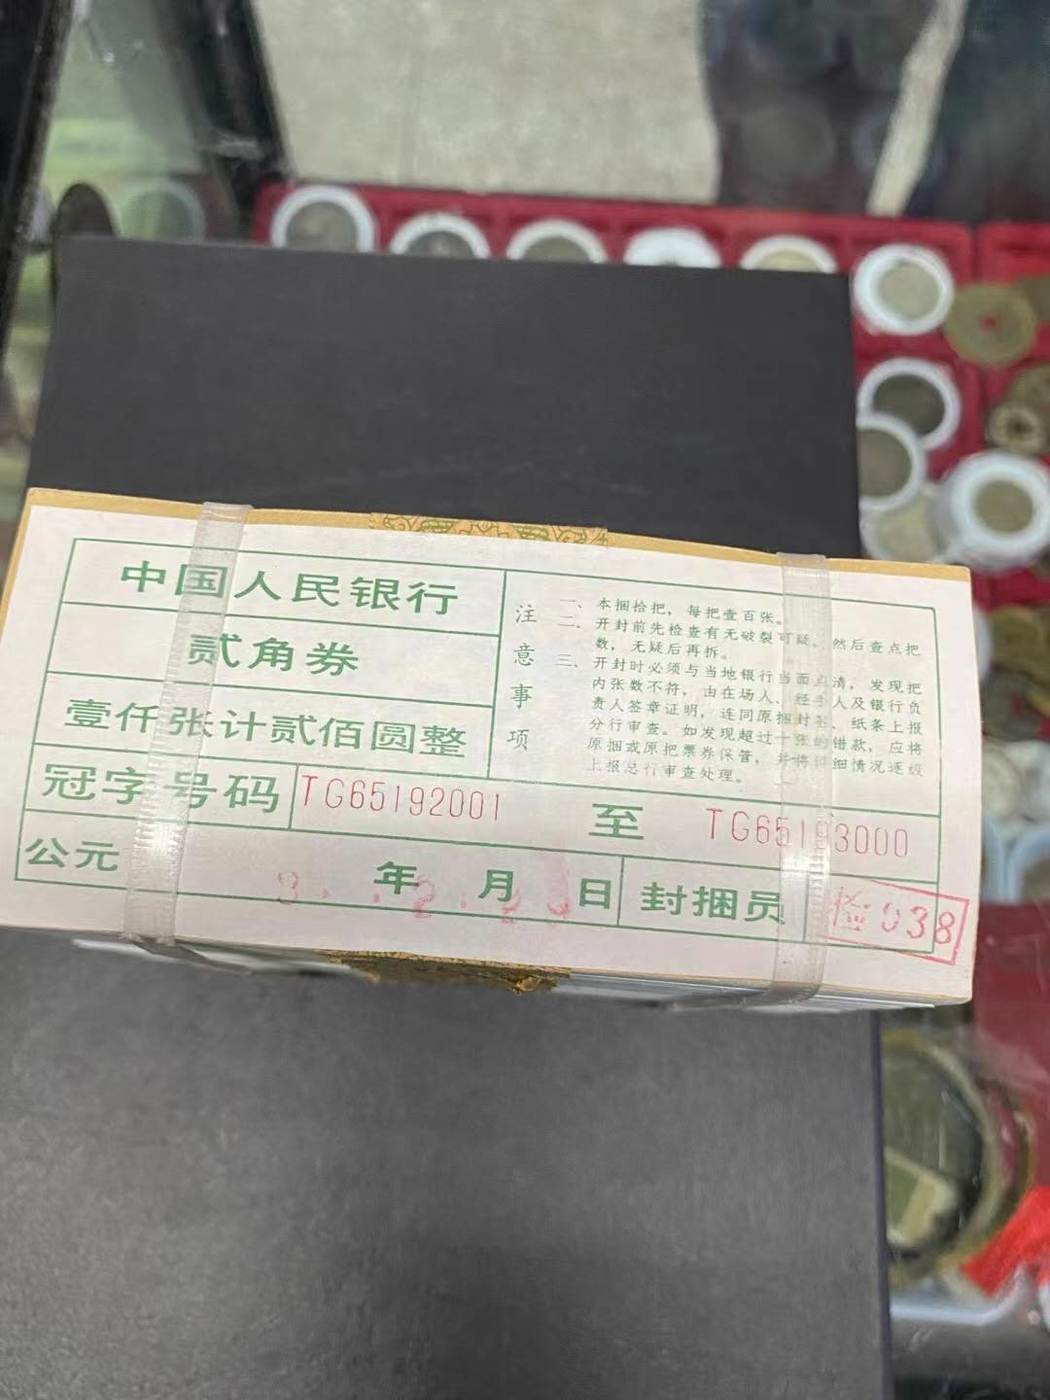 中国人民银行
贰角券
壹仟张计贰佰圆整
注意事项
一、本捆拾把，每把壹百张。
二、开封前先检查有无破裂可疑，然后查点把
数，无疑后再拆。
三、开封时必须与当地银行当面点清，发现把
内张数不符，由在场人、经手人及银行负
责人签章证明，连同原捆封签、纸条上报
分行审查。如发现超过一张的错款，应将
原捆或原把票券保管，并将详细情况逐级
上报总行审查处理。
冠字号码 TG65192001 至 TG65193000
公元 年 月 日 封捆员 检 038